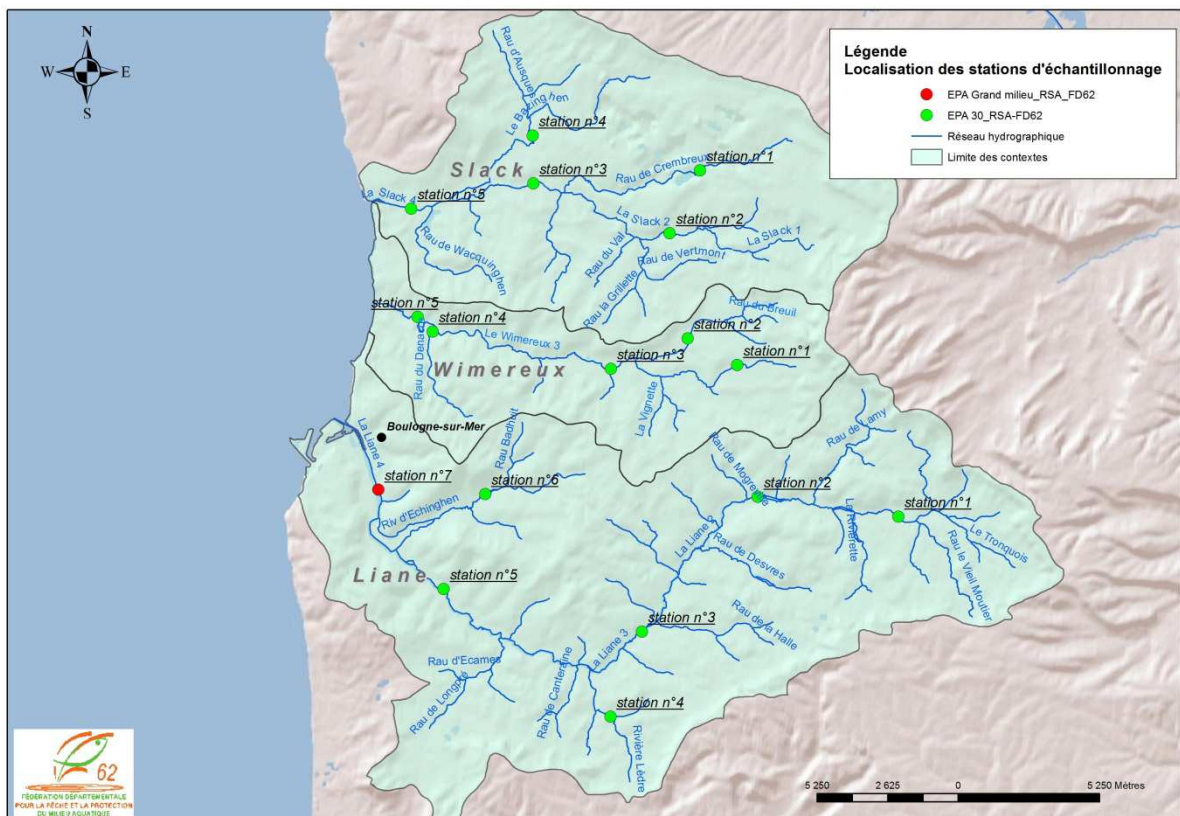 N
W E
S
Légende
Localisation des stations d'échantillonnage
EPA Grand milieu_RSA_FD62
EPA 30_RSA-FD62
Réseau hydrographique
Limite des contextes
Rau d'Ausques
Le Bazinghen
station n°4
Slack
station n°3
Rau de Crembreux
station n°1
La Slack 4
station n°5
Rau de Wacquinghen
La Slack 2
station n°2
La Slack 1
Rau du Val
Rau de Vertmont
Rau la Grillette
station n°5
station n°4
Rau du Denacre
Le Wimereux 3
Wimereux
station n°3
station n°2
Rau du Breuil
station n°1
La Vignette
Boulogne-sur-Mer
La Liane 4
station n°7
Riv d'Echinghen
Rau Badhuit
station n°6
Rau de Mogrendre
station n°2
Rau de Lamy
La Rivierette
station n°1
Le Tronquois
Rau le Vieil Moutier
La Liane 2
Rau de Desvres
Liane
station n°5
station n°3
Rau de la Halle
La Liane 3
Rau d'Ecames
Rau de Longpré
Rau de Canteraine
station n°4
Rivière Lèdre
62
FÉDÉRATION DÉPARTEMENTALE
POUR LA PÊCHE ET LA PROTECTION
DU MILIEU AQUATIQUE
5 250 2 625 0 5 250 Mètres